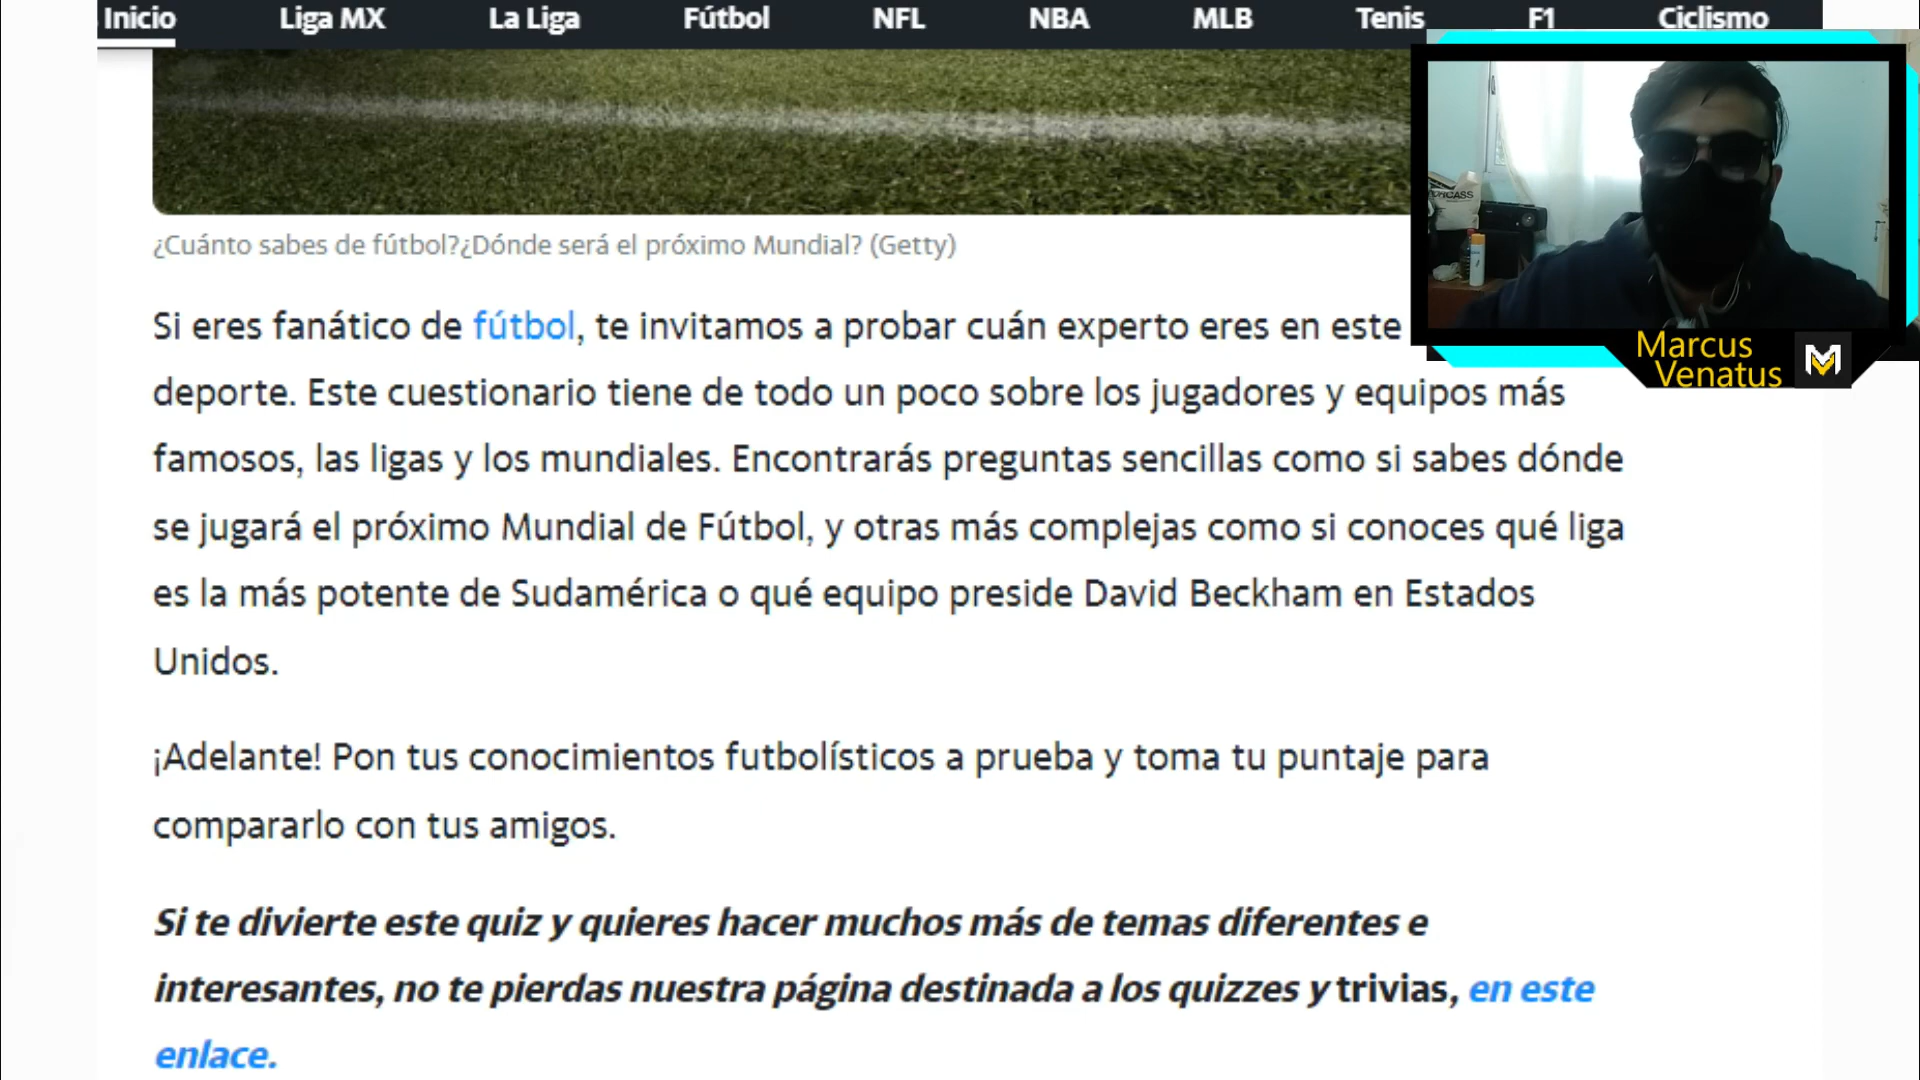 Inicio Liga MX La Liga Fútbol NFL NBA MLB Tenis F1 Ciclismo
¿Cuánto sabes de fútbol?¿Dónde será el próximo Mundial? (Getty)
Si eres fanático de fútbol, te invitamos a probar cuán experto eres en este
deporte. Este cuestionario tiene de todo un poco sobre los jugadores y equipos más
famosos, las ligas y los mundiales. Encontrarás preguntas sencillas como si sabes dónde
se jugará el próximo Mundial de Fútbol, y otras más complejas como si conoces qué liga
es la más potente de Sudamérica o qué equipo preside David Beckham en Estados
Unidos.
¡Adelante! Pon tus conocimientos futbolísticos a prueba y toma tu puntaje para
compararlo con tus amigos.
Si te divierte este quiz y quieres hacer muchos más de temas diferentes e
interesantes, no te pierdas nuestra página destinada a los quizzes y trivias, en este
enlace.
Marcus
Venatus